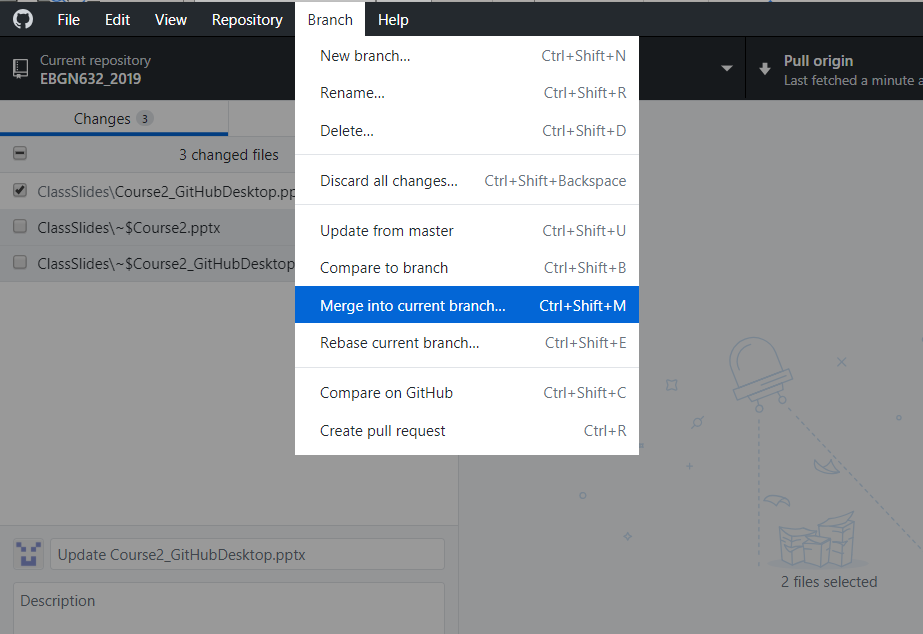 File Edit View Repository Branch Help
Current repository
EBGN632_2019
Pull origin
Last fetched a minute a
Changes 3
3 changed files
ClassSlides\Course2_GitHubDesktop.pp
ClassSlides\~$Course2.pptx
ClassSlides\~$Course2_GitHubDesktop
New branch... Ctrl+Shift+N
Rename... Ctrl+Shift+R
Delete... Ctrl+Shift+D
Discard all changes... Ctrl+Shift+Backspace
Update from master Ctrl+Shift+U
Compare to branch Ctrl+Shift+B
Merge into current branch... Ctrl+Shift+M
Rebase current branch... Ctrl+Shift+E
Compare on GitHub Ctrl+Shift+C
Create pull request Ctrl+R
Update Course2_GitHubDesktop.pptx
Description
2 files selected